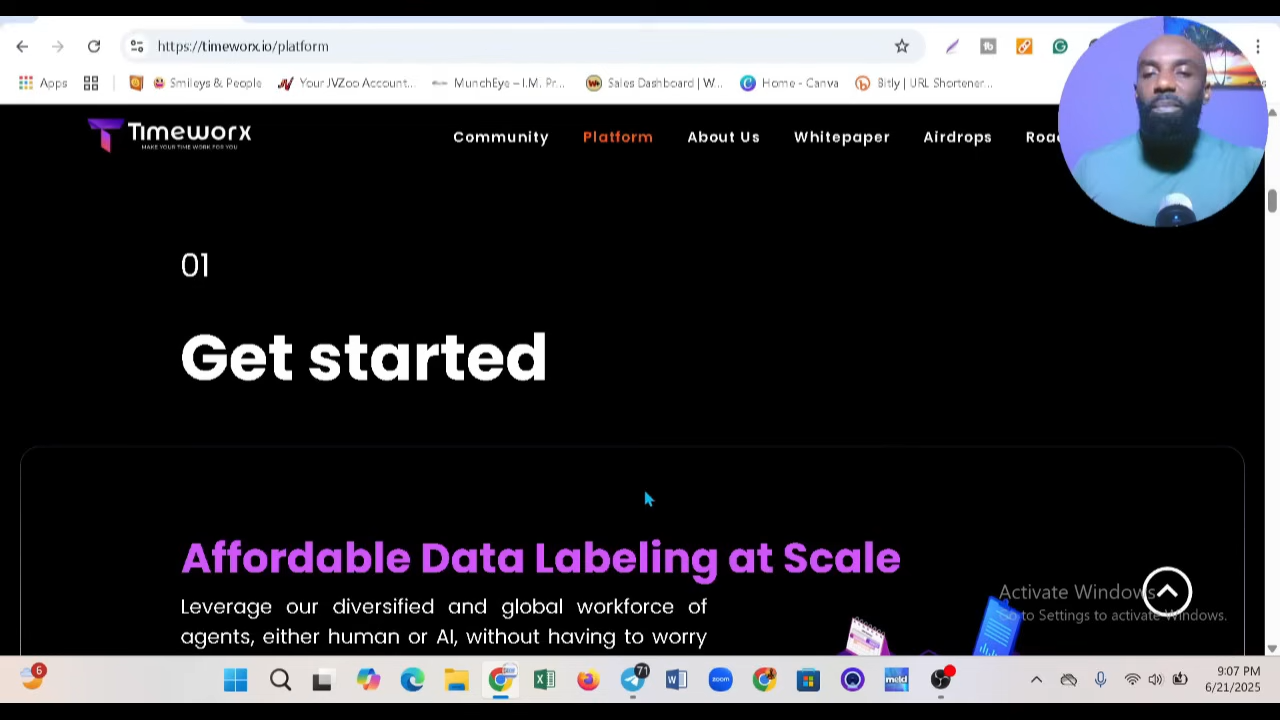 https://timeworx.io/platform
Apps
Smileys & People
Your JVZoo Account...
MunchEye – I.M. Pr...
Sales Dashboard | W...
Home - Canva
Bitly | URL Shortener...
Timeworx
MAKE YOUR TIME WORK FOR YOU
Community
Platform
About Us
Whitepaper
Airdrops
01
Get started
Affordable Data Labeling at Scale
Leverage our diversified and global workforce of
agents, either human or AI, without having to worry
Activate Windows
Go to Settings to activate Windows.
6
zoom
71
9:07 PM
6/21/2025